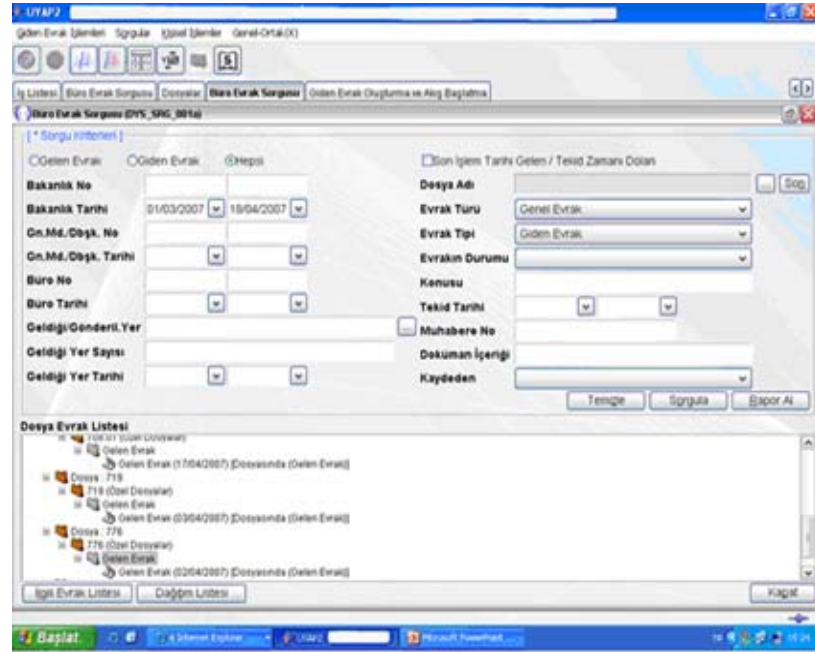 UYAP2
Giden Evrak İşlemleri Sorgula Kişisel İşlemler Genel-Ortak(X)
İş Listesi Büro Evrak Sorgusu Dosyalar Büro Evrak Sorgusu Giden Evrak Oluşturma ve Akış Başlatma
Büro Evrak Sorgusu (DYS_SRG_001a)
[ * Sorgu Kriterleri ]
Gelen Evrak Giden Evrak Hepsi Son İşlem Tarihi Gelen / Tekid Zamanı Dolan
Bakanlık No Dosya Adı ...
Bakanlık Tarihi 01/03/2007 18/04/2007 Evrak Türü Genel Evrak
Gn.Md./Dbşk. No Evrak Tipi Giden Evrak
Gn.Md./Dbşk. Tarihi Evrakın Durumu
Büro No Konusu
Büro Tarihi Tekid Tarihi
Geldiği/Gönderil.Yer ... Muhabere No
Geldiği Yer Sayısı Doküman İçeriği
Geldiği Yer Tarihi Kaydeden
Temizle Sorgula Rapor Al
Dosya Evrak Listesi
(Özel Dosyalar)
Gelen Evrak
Gelen Evrak (17/04/2007) [Dosyasında (Gelen Evrak)]
Dosya : 719
719 (Özel Dosyalar)
Gelen Evrak
Gelen Evrak (03/04/2007) [Dosyasında (Gelen Evrak)]
Dosya : 776
776 (Özel Dosyalar)
Gelen Evrak
Gelen Evrak (02/04/2007) [Dosyasında (Gelen Evrak)]
İlgili Evrak Listesi Dağıtım Listesi Kapat
Başlat Internet Explorer UYAP2 Microsoft PowerPoint ... TR